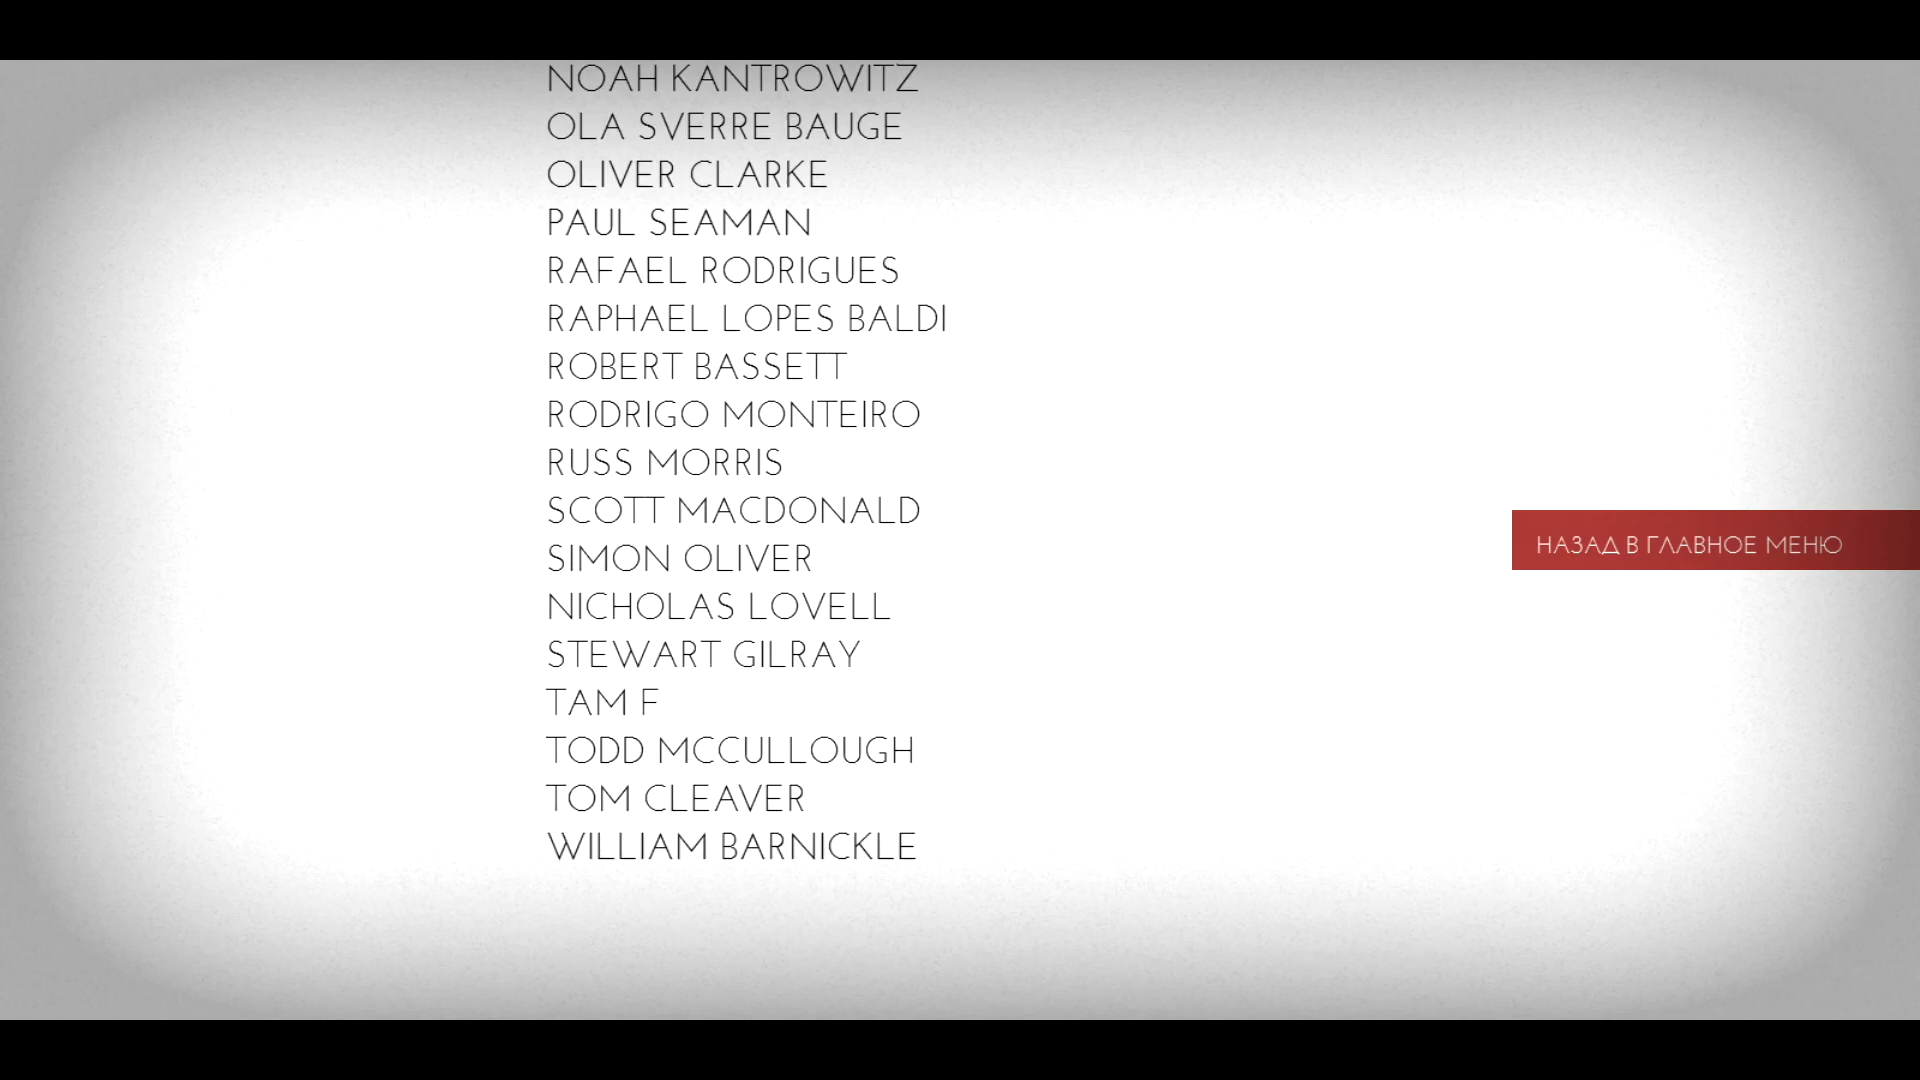 NOAH KANTROWITZ
OLA SVERRE BAUGE
OLIVER CLARKE
PAUL SEAMAN
RAFAEL RODRIGUES
RAPHAEL LOPES BALDI
ROBERT BASSETT
RODRIGO MONTEIRO
RUSS MORRIS
SCOTT MACDONALD
SIMON OLIVER
NICHOLAS LOVELL
STEWART GILRAY
TAM F
TODD MCCULLOUGH
TOM CLEAVER
WILLIAM BARNICKLE
НАЗАД В ГЛАВНОЕ МЕНЮ